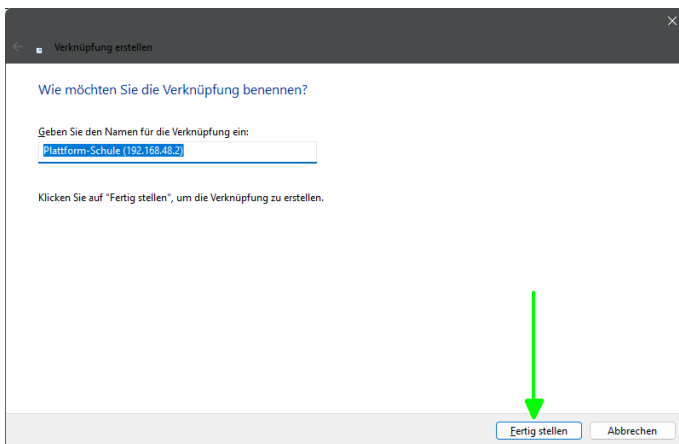 Verknüpfung erstellen
Wie möchten Sie die Verknüpfung benennen?
Geben Sie den Namen für die Verknüpfung ein:
Plattform-Schule (192.168.48.2)
Klicken Sie auf "Fertig stellen", um die Verknüpfung zu erstellen.
Fertig stellen
Abbrechen